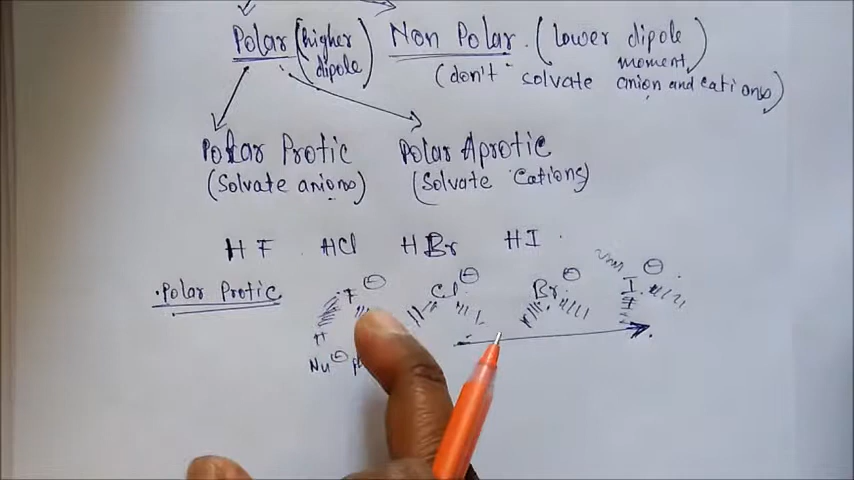 Polar (higher dipole) Non Polar. (lower dipole moment,
(don't solvate anion and cations)
Polar Protic Polar Aprotic
(Solvate anions) (Solvate cations)
HF HCl HBr HI
Polar Protic F⊖ Cl⊖ Br⊖ I⊖
H
Nu⊖